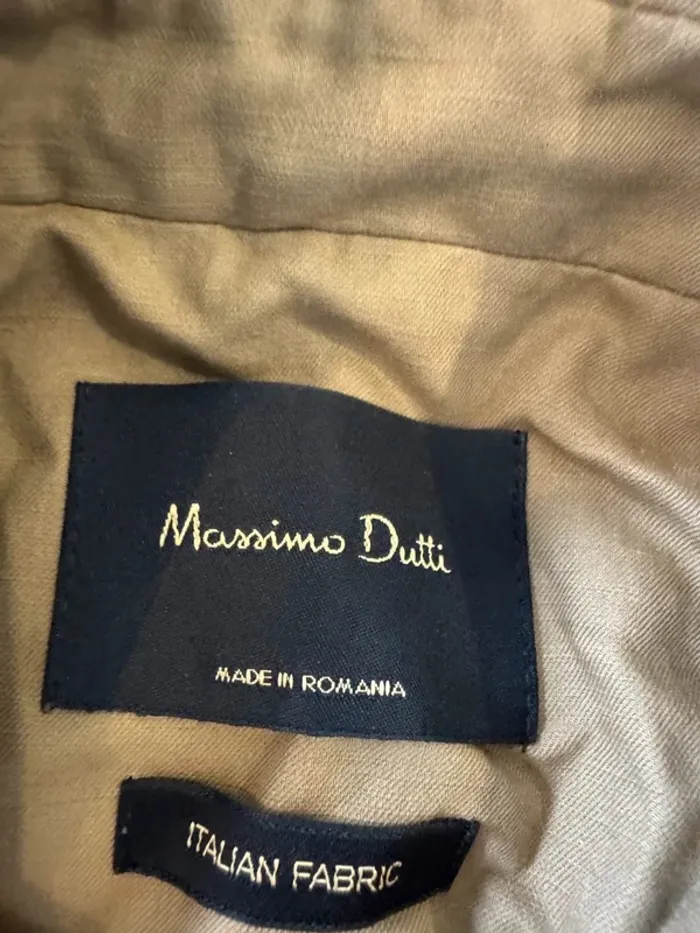 Massimo Dutti
MADE IN ROMANIA
ITALIAN FABRIC